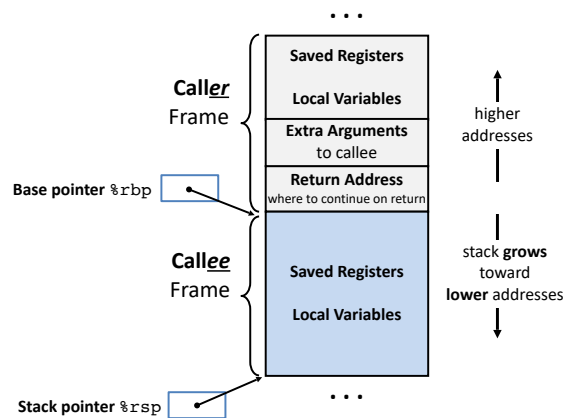 . . .
Saved Registers
Local Variables
Caller
Frame
Extra Arguments
to callee
Return Address
where to continue on return
higher
addresses
Base pointer %rbp
Callee
Frame
Saved Registers
Local Variables
stack grows
toward
lower addresses
Stack pointer %rsp
. . .